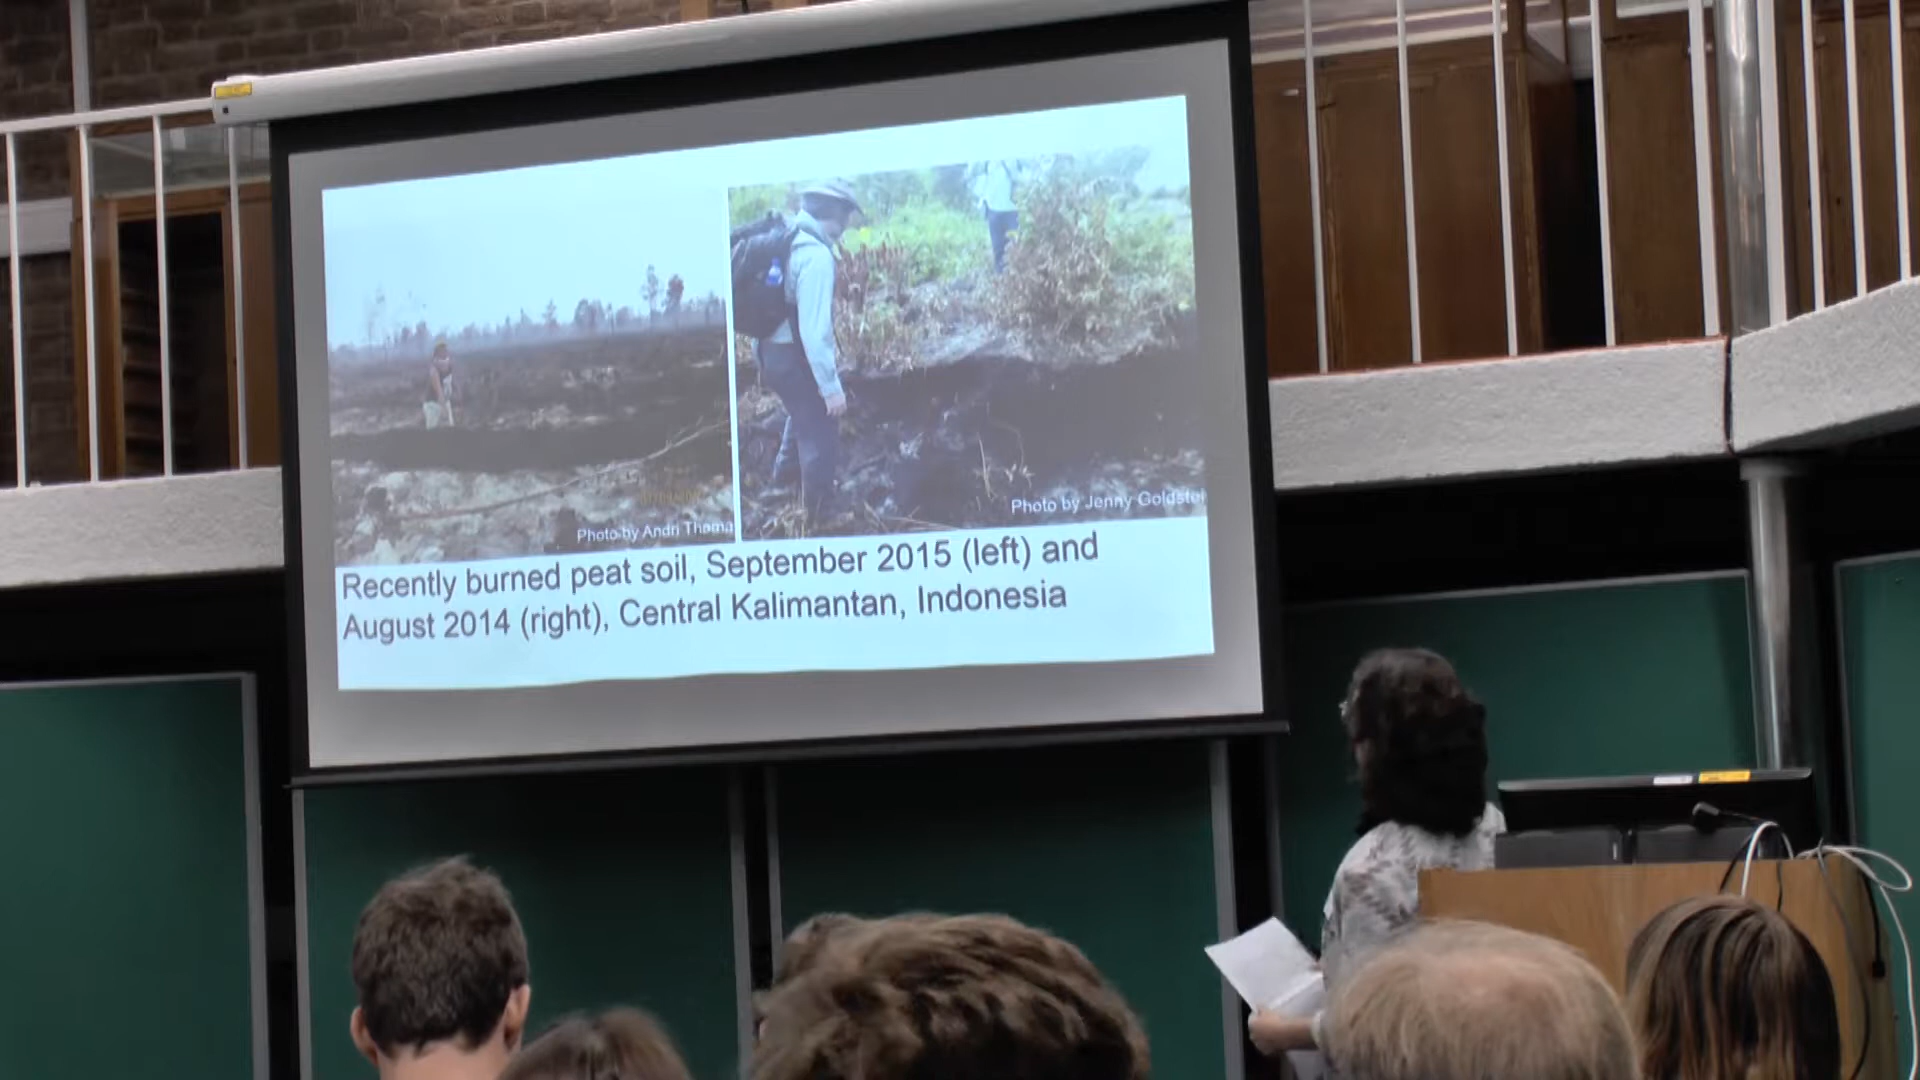 Photo by Andri Thoma
Photo by Jenny Goldstei
Recently burned peat soil, September 2015 (left) and
August 2014 (right), Central Kalimantan, Indonesia